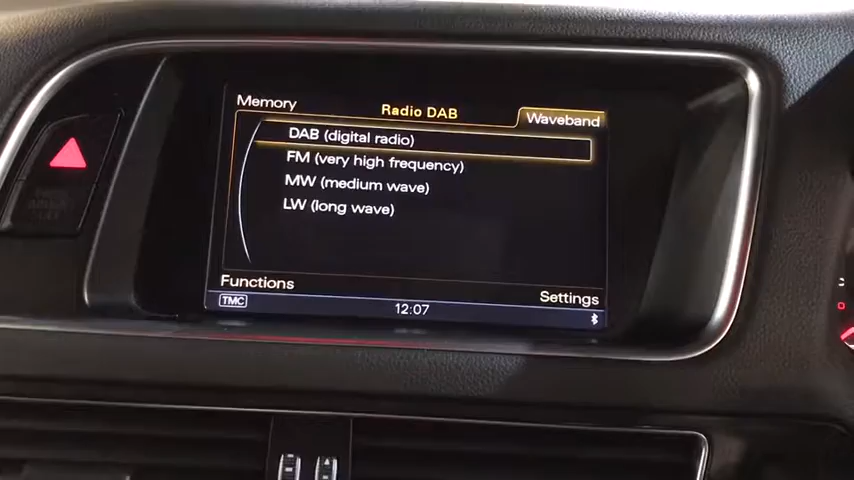 Memory
Radio DAB
Waveband
DAB (digital radio)
FM (very high frequency)
MW (medium wave)
LW (long wave)
Functions
Settings
TMC
12:07